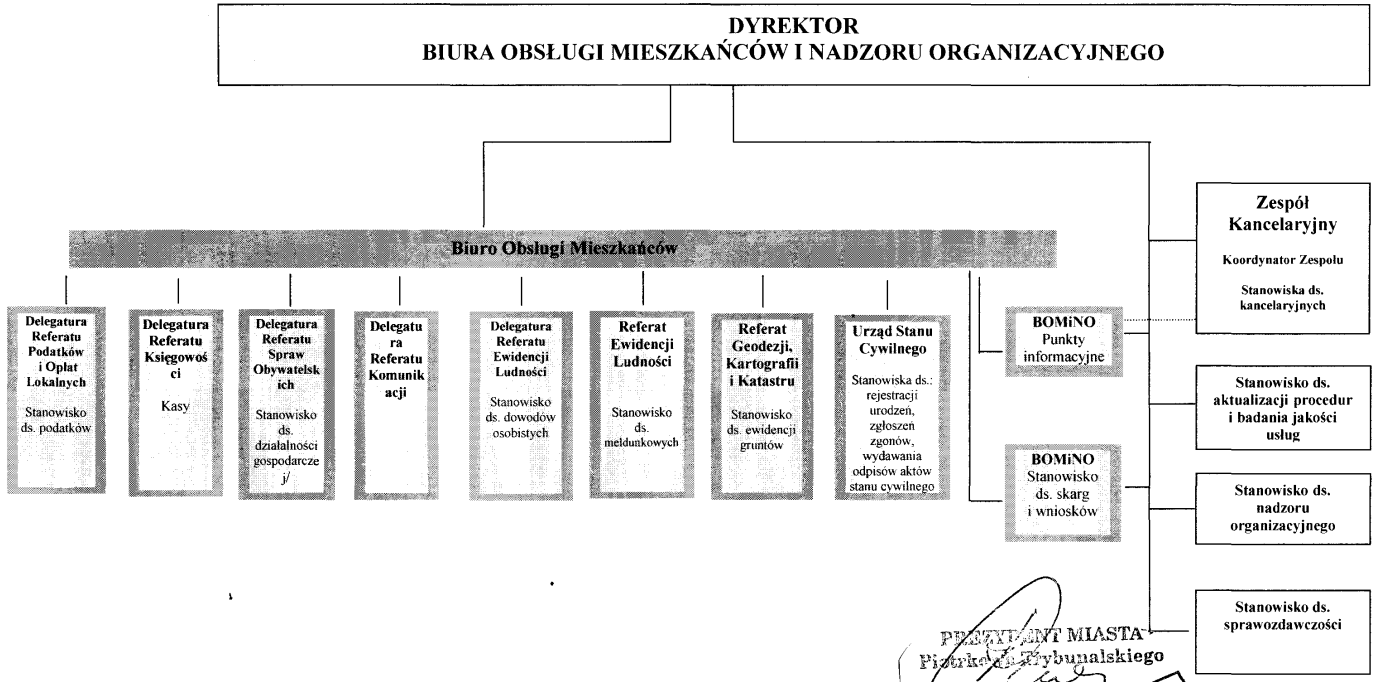 DYREKTOR
BIURA OBSŁUGI MIESZKAŃCÓW I NADZORU ORGANIZACYJNEGO
Biuro Obsługi Mieszkańców
Delegatura
Referatu
Podatków
i Opłat
Lokalnych
Stanowisko
ds. podatków
Delegatura
Referatu
Księgowoś
ci
Kasy
Delegatura
Referatu
Spraw
Obywatelsk
ich
Stanowisko
ds.
działalności
gospodarcze
j/
Delegatu
ra
Referatu
Komunik
acji
Delegatura
Referatu
Ewidencji
Ludności
Stanowisko
ds. dowodów
osobistych
Referat
Ewidencji
Ludności
Stanowisko
ds.
meldunkowych
Referat
Geodezji,
Kartografii
i Katastru
Stanowisko
ds. ewidencji
gruntów
Urząd Stanu
Cywilnego
Stanowiska ds.:
rejestracji
urodzeń,
zgłoszeń
zgonów,
wydawania
odpisów aktów
stanu cywilnego
BOMiNO
Punkty
informacyjne
BOMiNO
Stanowisko
ds. skarg
i wniosków
Zespół
Kancelaryjny
Koordynator Zespołu
Stanowiska ds.
kancelaryjnych
Stanowisko ds.
aktualizacji procedur
i badania jakości
usług
Stanowisko ds.
nadzoru
organizacyjnego
Stanowisko ds.
sprawozdawczości
PREZYDENT MIASTA
Piotrkowa Trybunalskiego